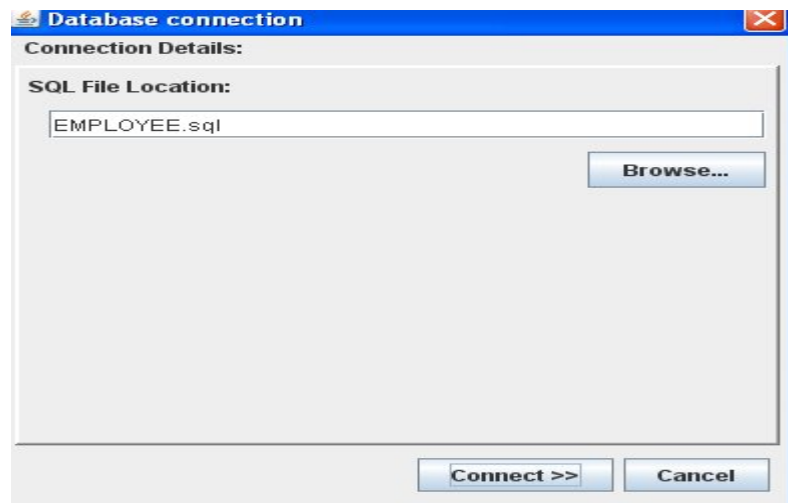 Database connection
Connection Details:
SQL File Location:
EMPLOYEE.sql
Browse...
Connect >> Cancel